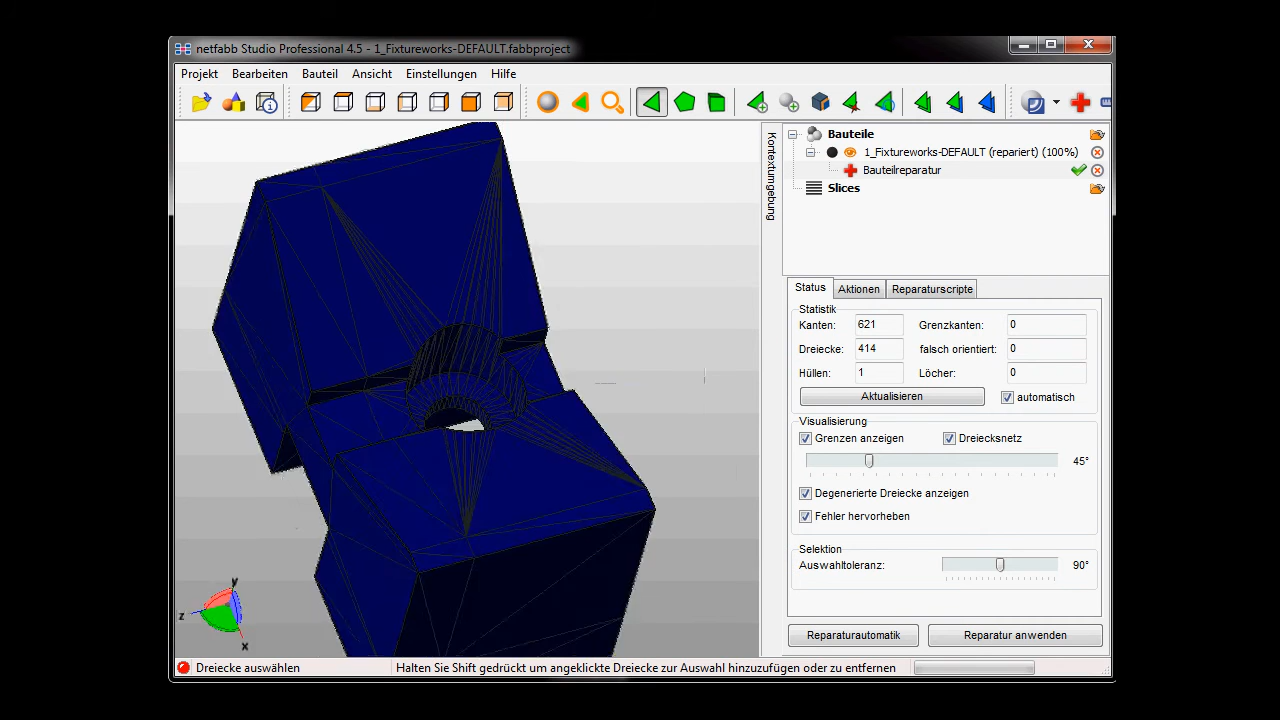 netfabb Studio Professional 4.5 - 1_Fixtureworks-DEFAULT.fabbproject
Projekt Bearbeiten Bauteil Ansicht Einstellungen Hilfe
Kontextumgebung
Bauteile
1_Fixtureworks-DEFAULT (repariert) (100%)
Bauteilreparatur
Slices
Status Aktionen Reparaturscripte
Statistik
Kanten: 621 Grenzkanten: 0
Dreiecke: 414 falsch orientiert: 0
Hüllen: 1 Löcher: 0
Aktualisieren automatisch
Visualisierung
Grenzen anzeigen Dreiecksnetz
45°
Degenerierte Dreiecke anzeigen
Fehler hervorheben
Selektion
Auswahltoleranz: 90°
Reparaturautomatik Reparatur anwenden
y
z
x
Dreiecke auswählen Halten Sie Shift gedrückt um angeklickte Dreiecke zur Auswahl hinzuzufügen oder zu entfernen